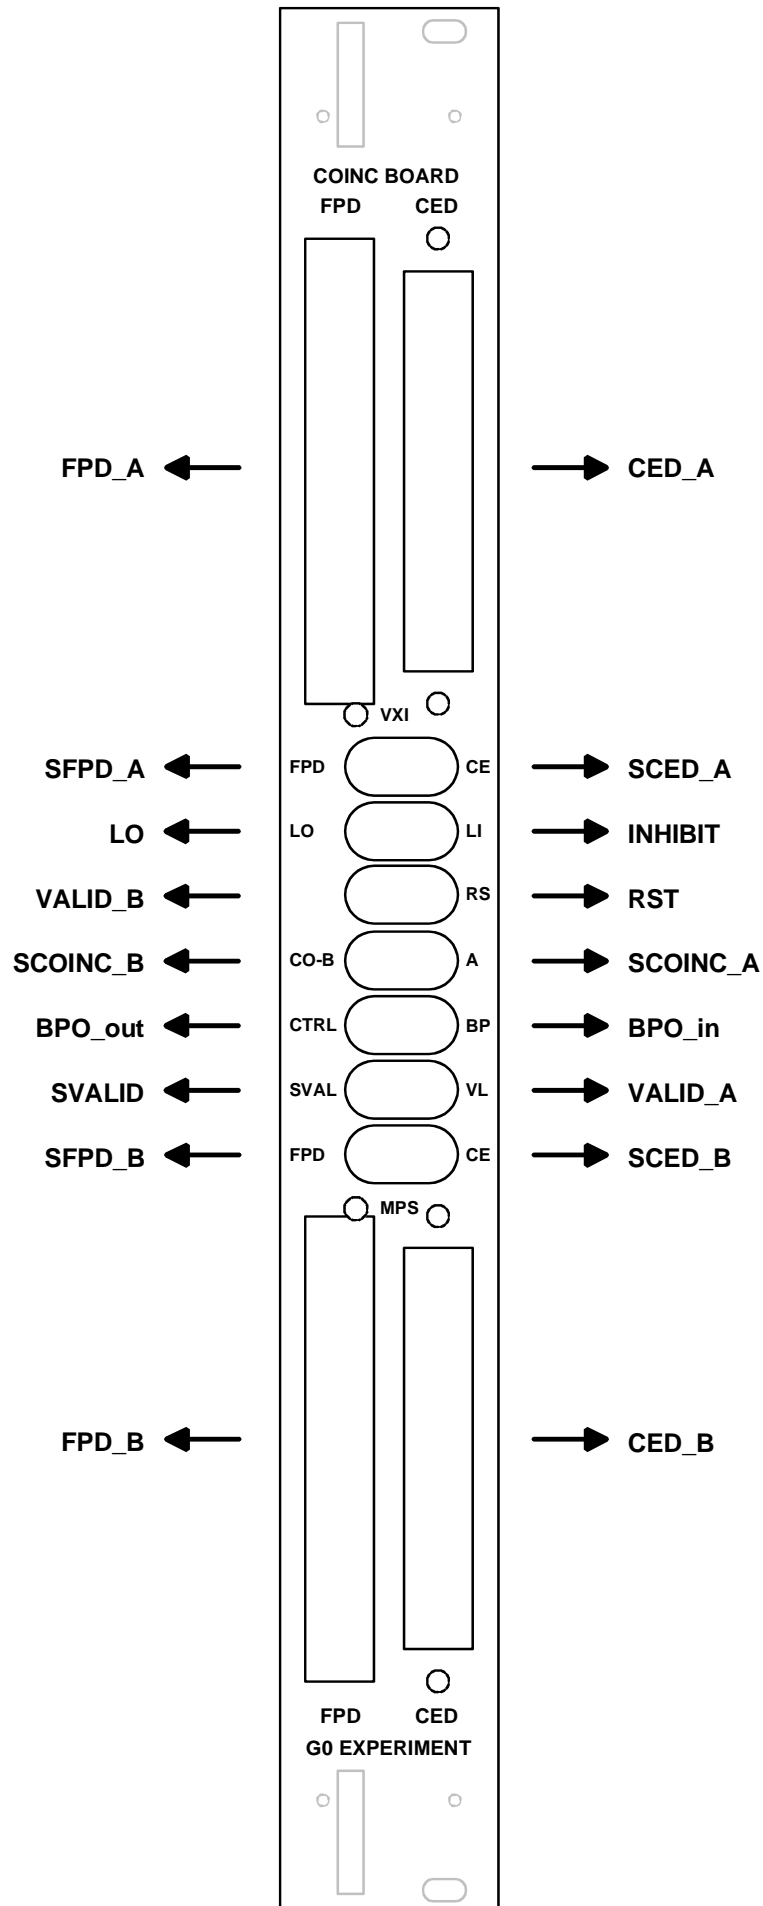 COINC BOARD
FPD CED
FPD_A CED_A
VXI
SFPD_A FPD CE SCED_A
LO LO LI INHIBIT
VALID_B RS RST
SCOINC_B CO-B A SCOINC_A
BPO_out CTRL BP BPO_in
SVALID SVAL VL VALID_A
SFPD_B FPD CE SCED_B
MPS
FPD_B CED_B
FPD CED
G0 EXPERIMENT